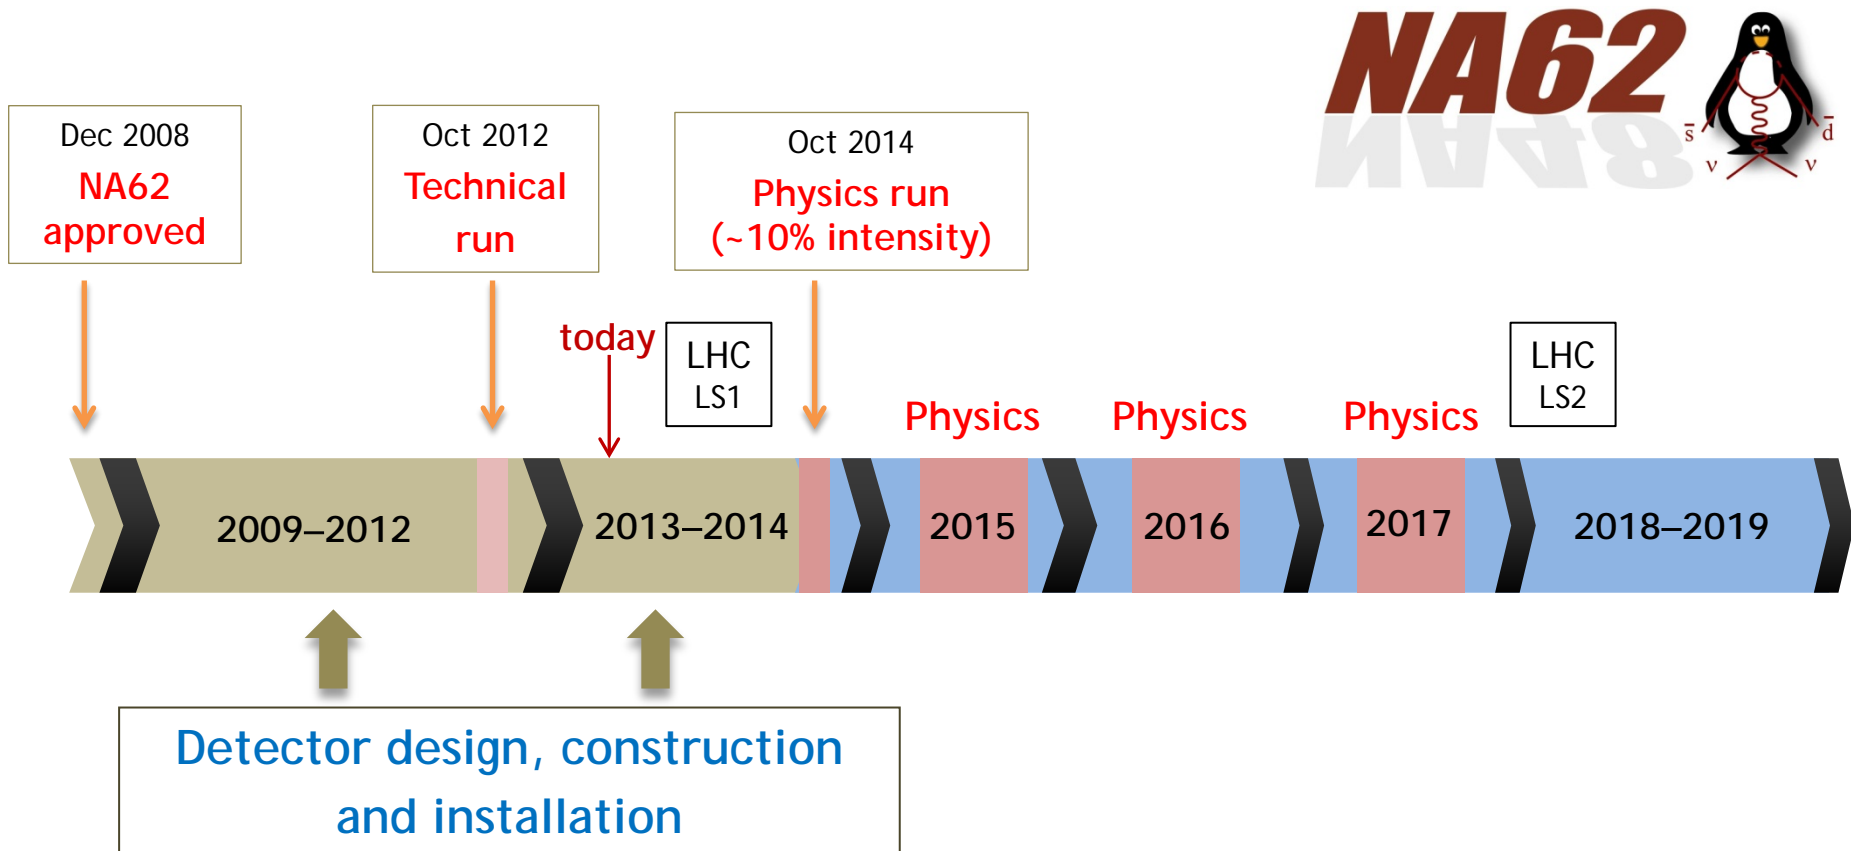 NA62
NA48
s̅
d̅
ν
ν
Dec 2008
NA62
approved
Oct 2012
Technical
run
Oct 2014
Physics run
(~10% intensity)
today
LHC
LS1
LHC
LS2
Physics
Physics
Physics
2009–2012
2013–2014
2015
2016
2017
2018–2019
Detector design, construction
and installation